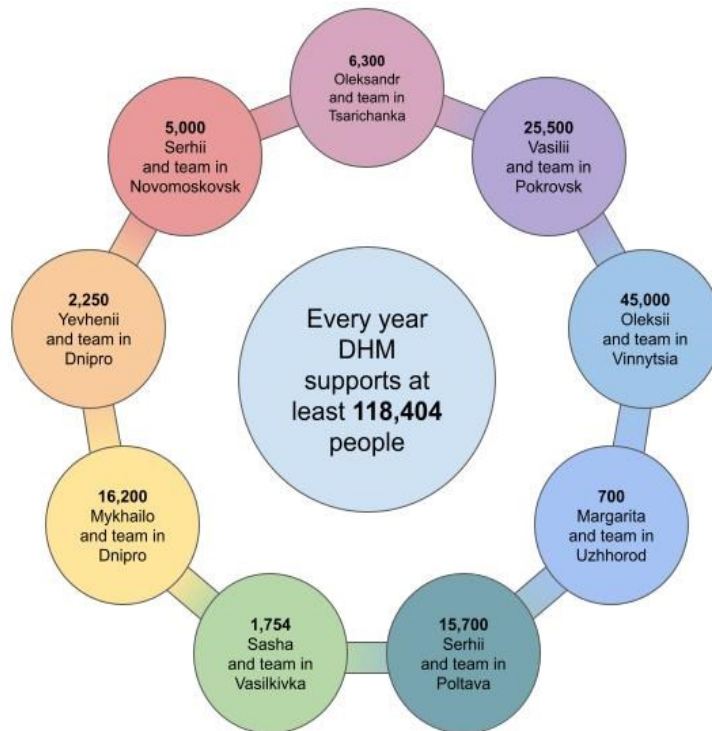 6,300
Oleksandr
and team in
Tsarichanka
25,500
Vasilii
and team in
Pokrovsk
45,000
Oleksii
and team in
Vinnytsia
700
Margarita
and team in
Uzhhorod
15,700
Serhii
and team in
Poltava
1,754
Sasha
and team in
Vasilkivka
16,200
Mykhailo
and team in
Dnipro
2,250
Yevhenii
and team in
Dnipro
5,000
Serhii
and team in
Novomoskovsk
Every year
DHM
supports at
least 118,404
people